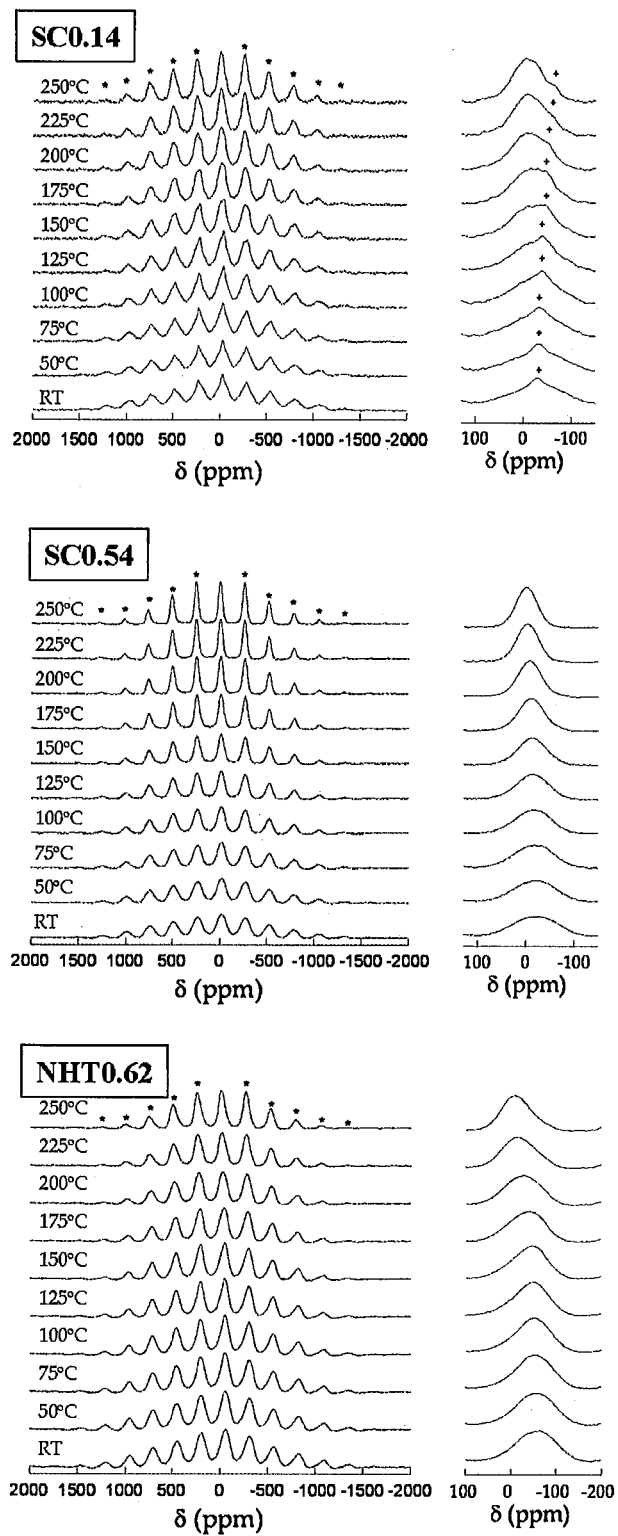 SC0.14
* * * * * * * * * *
250°C
225°C
200°C
175°C
150°C
125°C
100°C
75°C
50°C
RT
+
+
+
+
+
+
+
+
+
+
2000 1500 1000 500 0 -500 -1000 -1500 -2000
δ (ppm)
100 0 -100
δ (ppm)
SC0.54
* * * * * * * * * *
250°C
225°C
200°C
175°C
150°C
125°C
100°C
75°C
50°C
RT
2000 1500 1000 500 0 -500 -1000 -1500 -2000
δ (ppm)
100 0 -100
δ (ppm)
NHT0.62
* * * * * * * * * *
250°C
225°C
200°C
175°C
150°C
125°C
100°C
75°C
50°C
RT
2000 1500 1000 500 0 -500 -1000 -1500 -2000
δ (ppm)
100 0 -100 -200
δ (ppm)